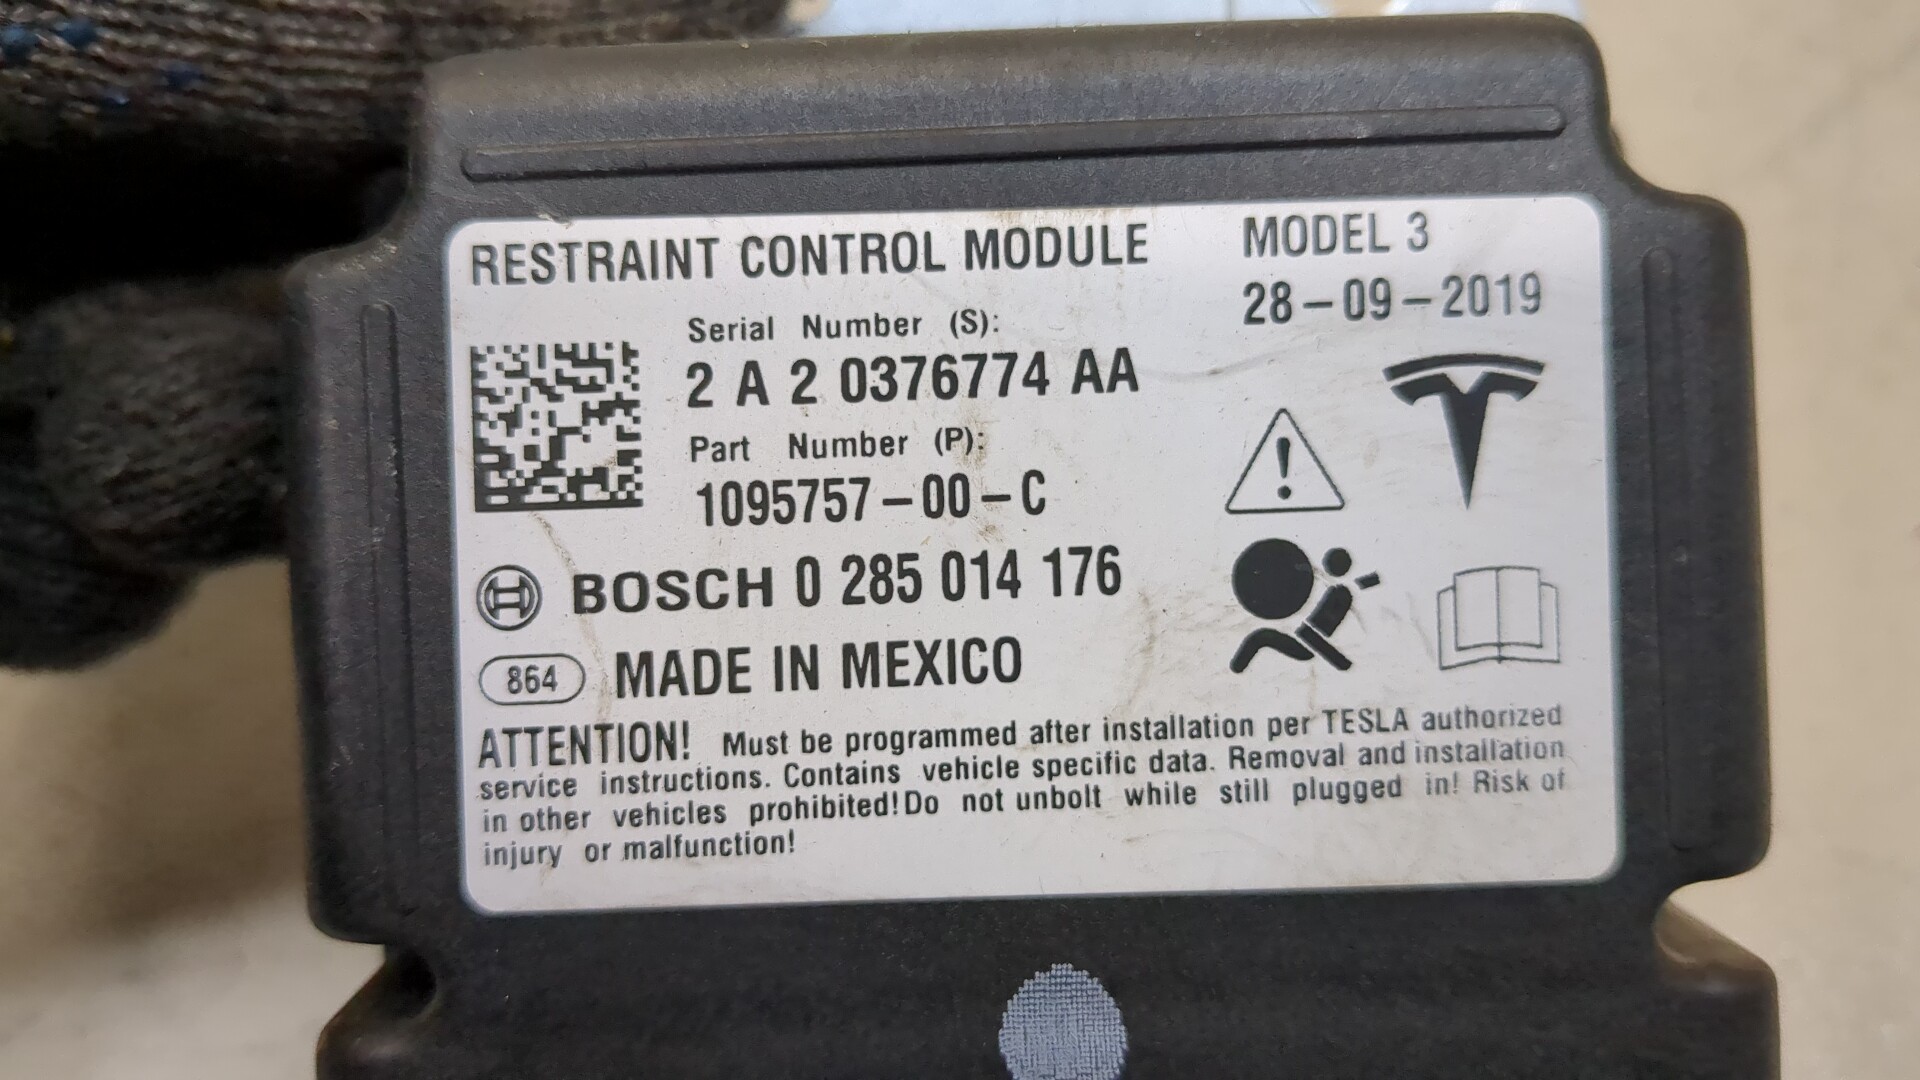 RESTRAINT CONTROL MODULE
MODEL 3
28-09-2019
Serial Number (S):
2 A 2 0376774 AA
Part Number (P):
1095757-00-C
BOSCH 0 285 014 176
864 MADE IN MEXICO
ATTENTION! Must be programmed after installation per TESLA authorized
service instructions. Contains vehicle specific data. Removal and installation
in other vehicles prohibited! Do not unbolt while still plugged in! Risk of
injury or malfunction!